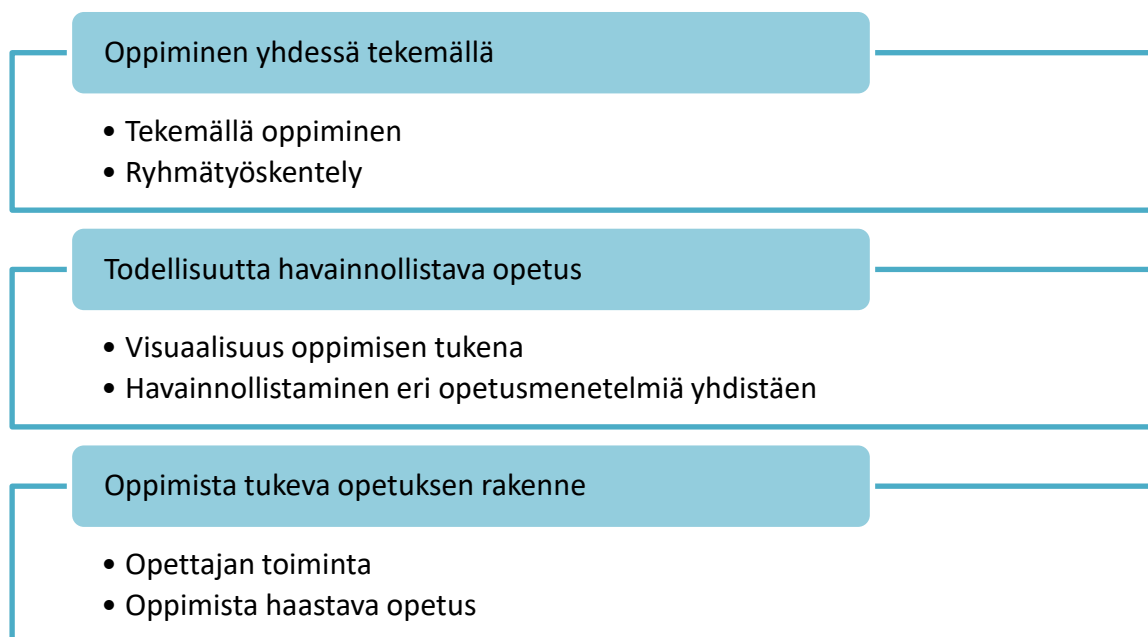 Oppiminen yhdessä tekemällä
• Tekemällä oppiminen
• Ryhmätyöskentely
Todellisuutta havainnollistava opetus
• Visuaalisuus oppimisen tukena
• Havainnollistaminen eri opetusmenetelmiä yhdistäen
Oppimista tukeva opetuksen rakenne
• Opettajan toiminta
• Oppimista haastava opetus